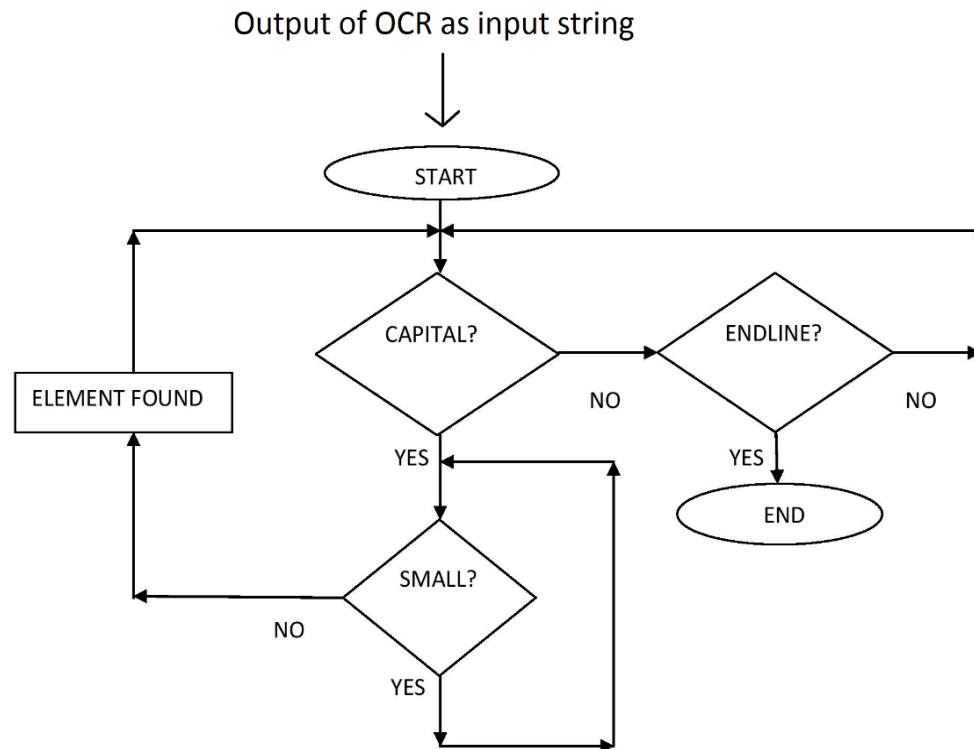 Output of OCR as input string
START
CAPITAL?
ENDLINE?
ELEMENT FOUND
NO
NO
YES
YES
END
SMALL?
NO
YES